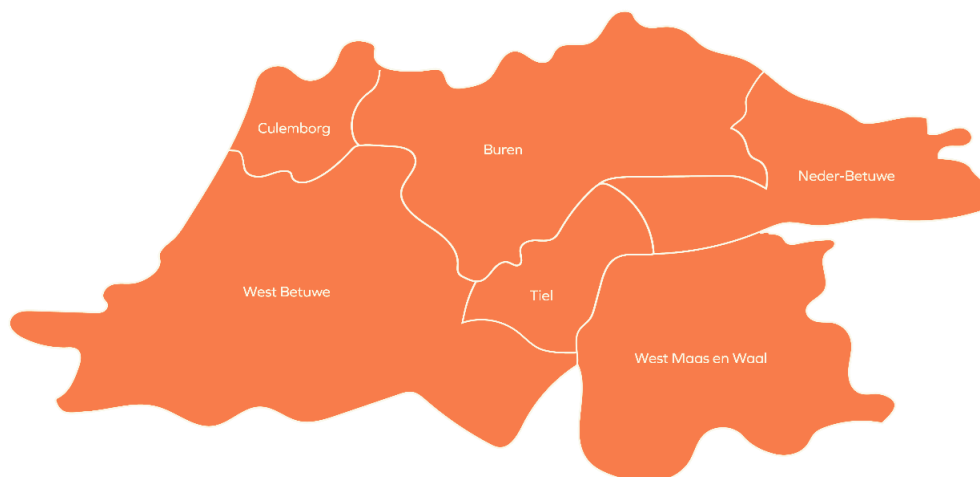 Culemborg
Buren
Neder-Betuwe
West Betuwe
Tiel
West Maas en Waal